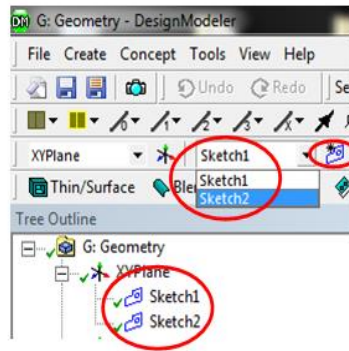 G: Geometry - DesignModeler
File Create Concept Tools View Help
Undo Redo
XYPlane Sketch1
Thin/Surface Sketch1
Sketch2
Tree Outline
G: Geometry
XYPlane
Sketch1
Sketch2